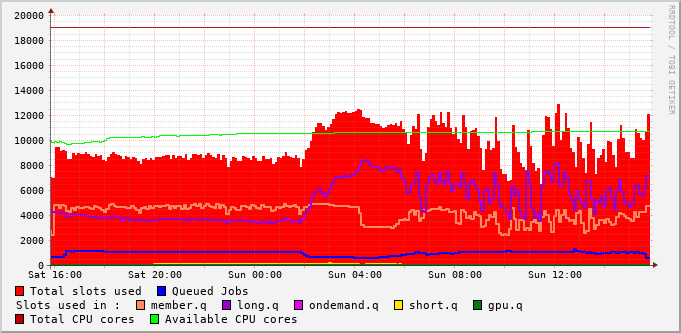 20000
18000
16000
14000
12000
10000
8000
6000
4000
2000
0
Sat 16:00 Sat 20:00 Sun 00:00 Sun 04:00 Sun 08:00 Sun 12:00
RRDTOOL / TOBI OETIKER
Total slots used Queued Jobs
Slots used in : member.q long.q ondemand.q short.q gpu.q
Total CPU cores Available CPU cores